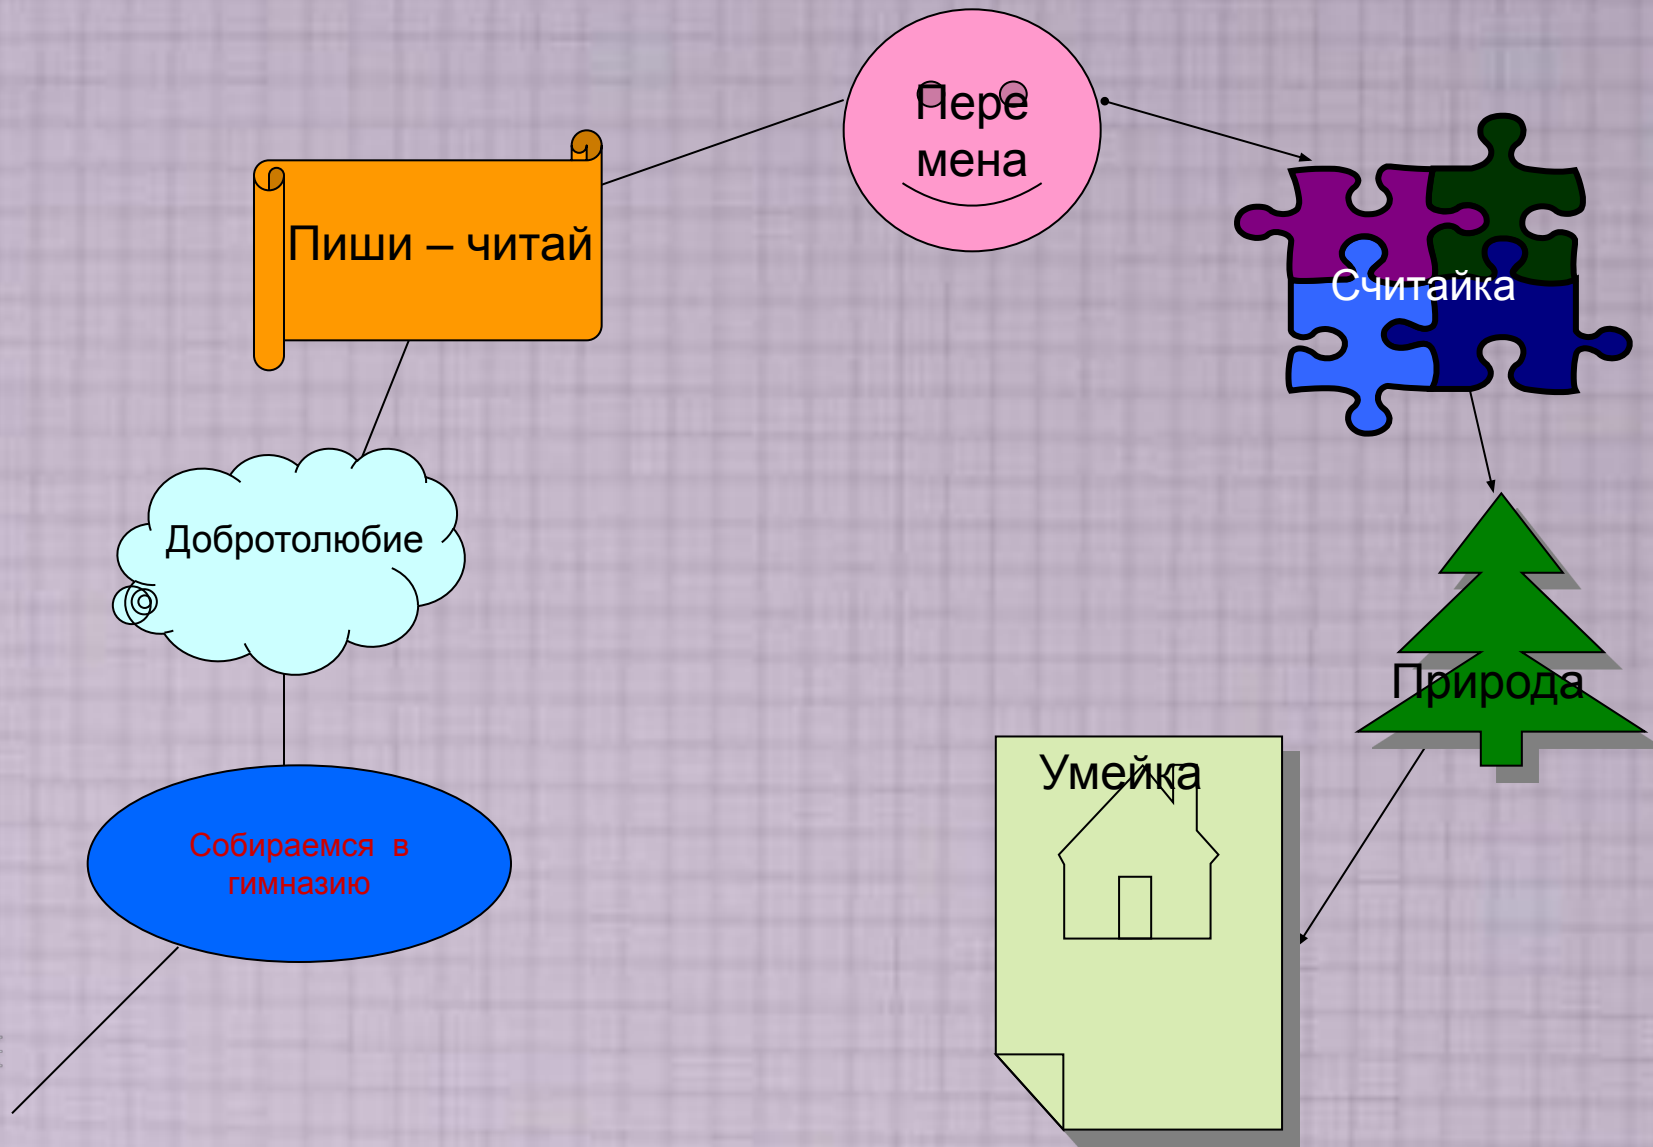 Пере
мена
Пиши – читай
Считайка
Добротолюбие
Природа
Умейка
Собираемся в
гимназию